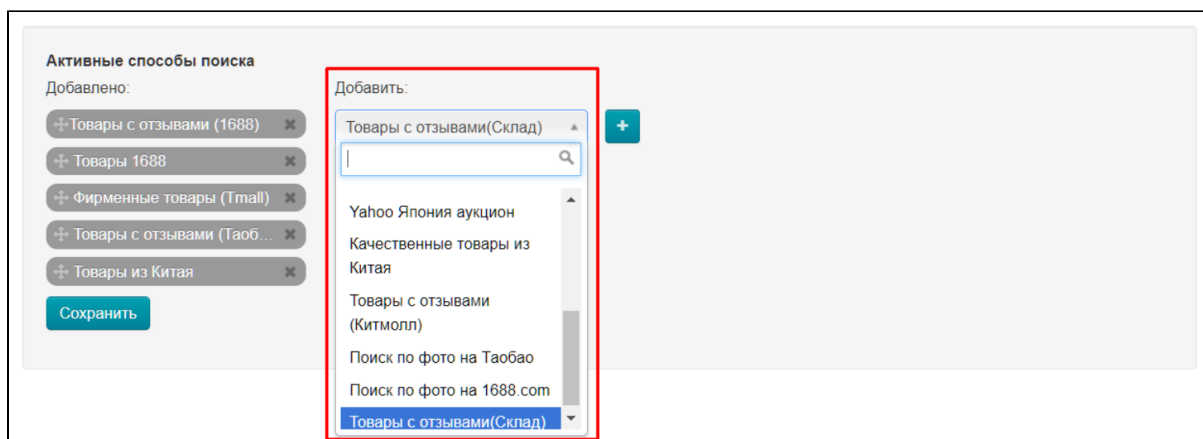 Активные способы поиска
Добавлено:
Товары с отзывами (1688)
Товары 1688
Фирменные товары (Tmall)
Товары с отзывами (Таоб...
Товары из Китая
Сохранить
Добавить:
Товары с отзывами(Склад)
+
Yahoo Япония аукцион
Качественные товары из
Китая
Товары с отзывами
(Китмолл)
Поиск по фото на Таобао
Поиск по фото на 1688.com
Товары с отзывами(Склад)